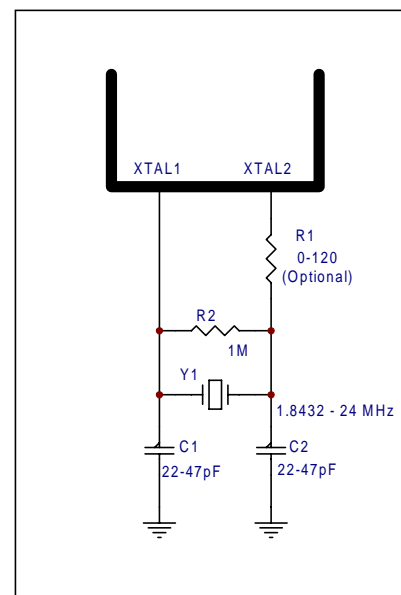 XTAL1 XTAL2
R1
0-120
(Optional)
R2
1M
Y1
1.8432 - 24 MHz
C1 C2
22-47pF 22-47pF